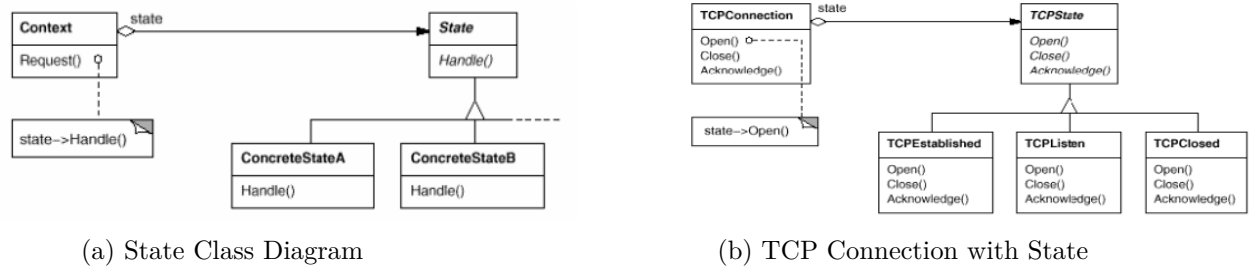 state
Context
Request()
state->Handle()
State
Handle()
ConcreteStateA
Handle()
ConcreteStateB
Handle()
(a) State Class Diagram
state
TCPConnection
Open()
Close()
Acknowledge()
state->Open()
TCPState
Open()
Close()
Acknowledge()
TCPEstablished
Open()
Close()
Acknowledge()
TCPListen
Open()
Close()
Acknowledge()
TCPClosed
Open()
Close()
Acknowledge()
(b) TCP Connection with State